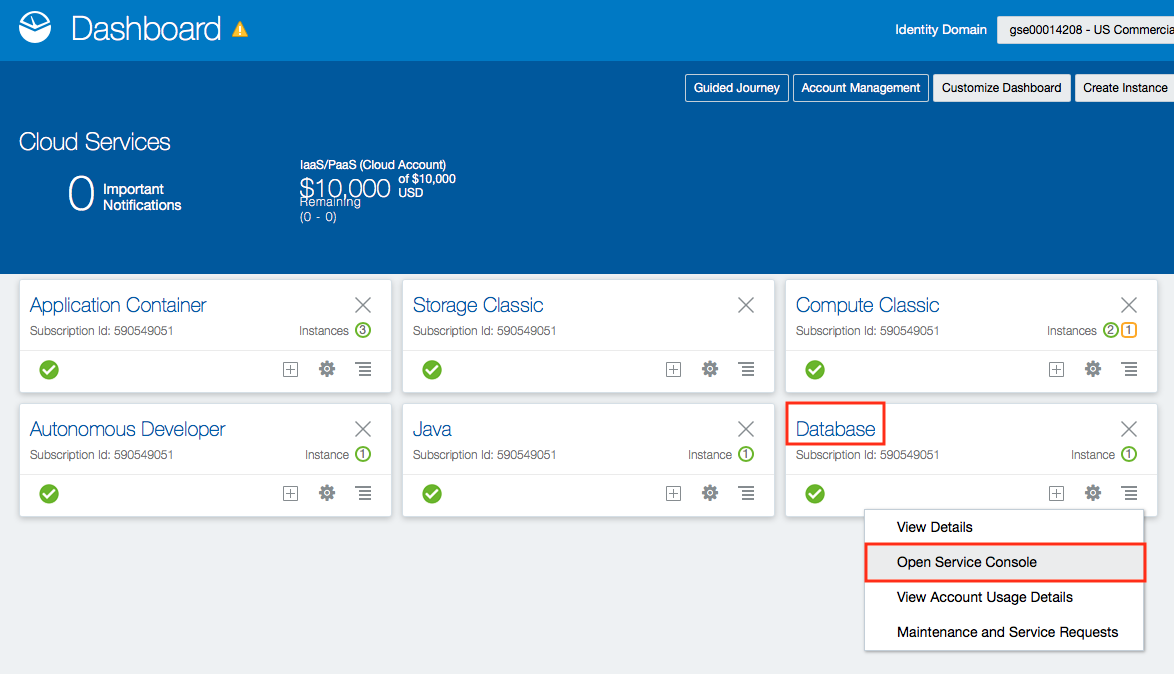 Dashboard
Identity Domain
gse00014208 - US Commercia
Guided Journey
Account Management
Customize Dashboard
Create Instance
Cloud Services
0
Important
Notifications
IaaS/PaaS (Cloud Account)
$10,000 of $10,000
USD
Remaining
(0 - 0)
Application Container
Subscription Id: 590549051
Instances 3
Storage Classic
Subscription Id: 590549051
Compute Classic
Subscription Id: 590549051
Instances 2 1
Autonomous Developer
Subscription Id: 590549051
Instance 1
Java
Subscription Id: 590549051
Instance 1
Database
Subscription Id: 590549051
Instance 1
View Details
Open Service Console
View Account Usage Details
Maintenance and Service Requests